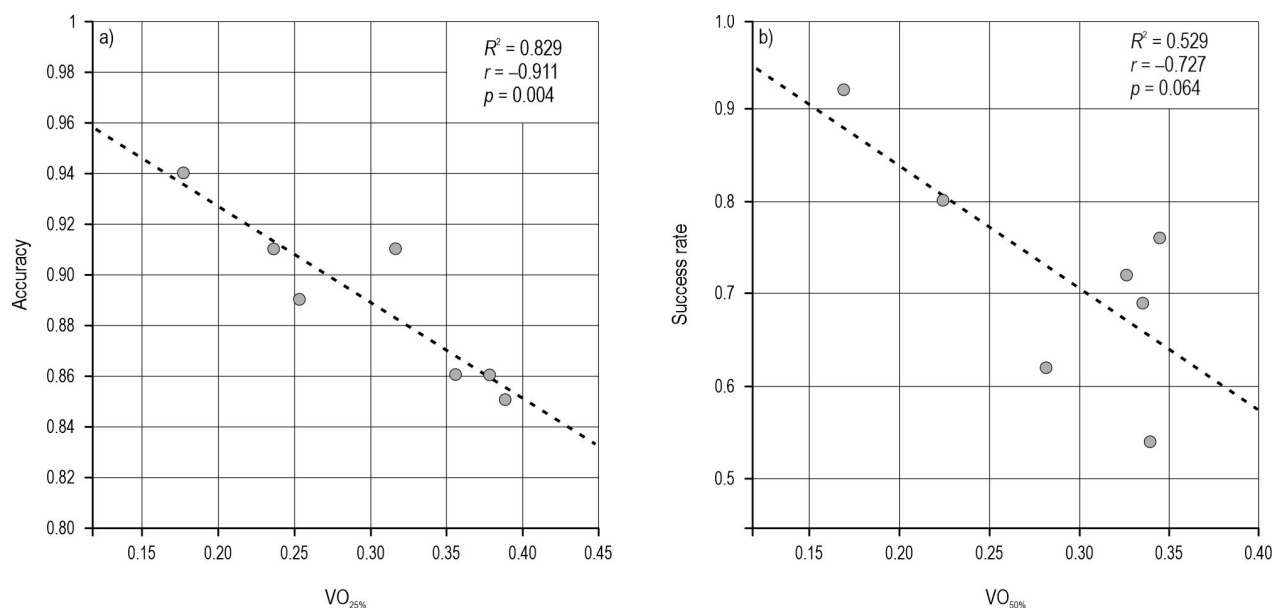 a)
R² = 0.829
r = –0.911
p = 0.004
1
0.98
0.96
0.94
0.92
0.90
0.88
0.86
0.84
0.82
0.80
Accuracy
0.15 0.20 0.25 0.30 0.35 0.40 0.45
VO25%
b)
R² = 0.529
r = –0.727
p = 0.064
1.0
0.9
0.8
0.7
0.6
0.5
Success rate
0.15 0.20 0.25 0.30 0.35 0.40
VO50%